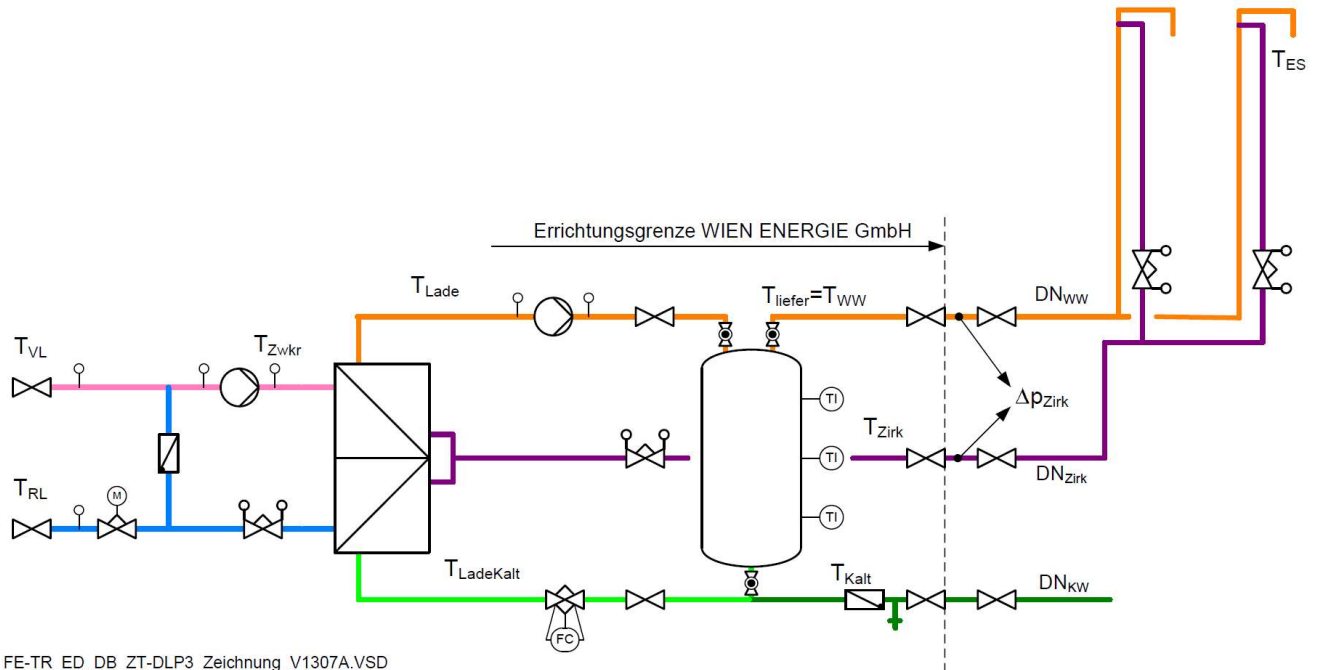 T_ES
Errichtungsgrenze WIEN ENERGIE GmbH
T_Lade
T_liefer=T_WW
DN_WW
T_VL
T_Zwkr
Δp_Zirk
TI
T_Zirk
TI
DN_Zirk
T_RL
M
TI
T_LadeKalt
T_Kalt
DN_KW
FC
FE-TR ED DB ZT-DLP3 Zeichnung V1307A.VSD